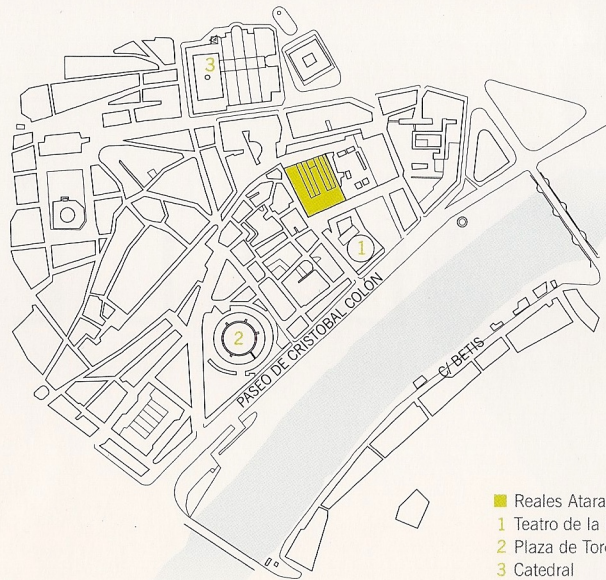 3
1
2
PASEO DE CRISTOBAL COLÓN
C/ BETIS
Reales Atara
1 Teatro de la
2 Plaza de Tor
3 Catedral